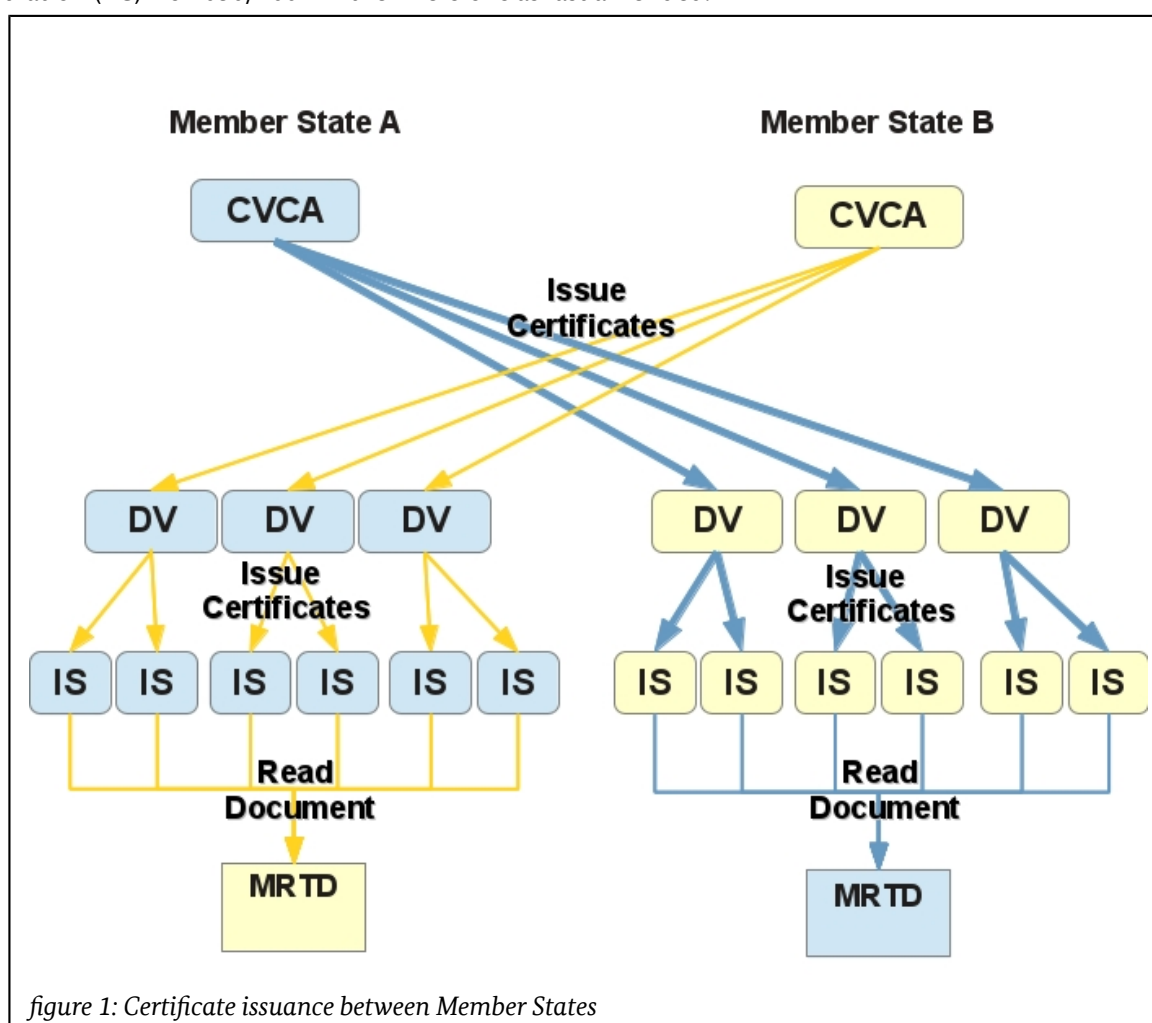 Member State A
Member State B
CVCA
CVCA
Issue
Certificates
DV DV DV
DV DV DV
Issue
Certificates
Issue
Certificates
IS IS IS IS IS IS
IS IS IS IS IS IS
Read
Document
Read
Document
MRTD
MRTD
figure 1: Certificate issuance between Member States